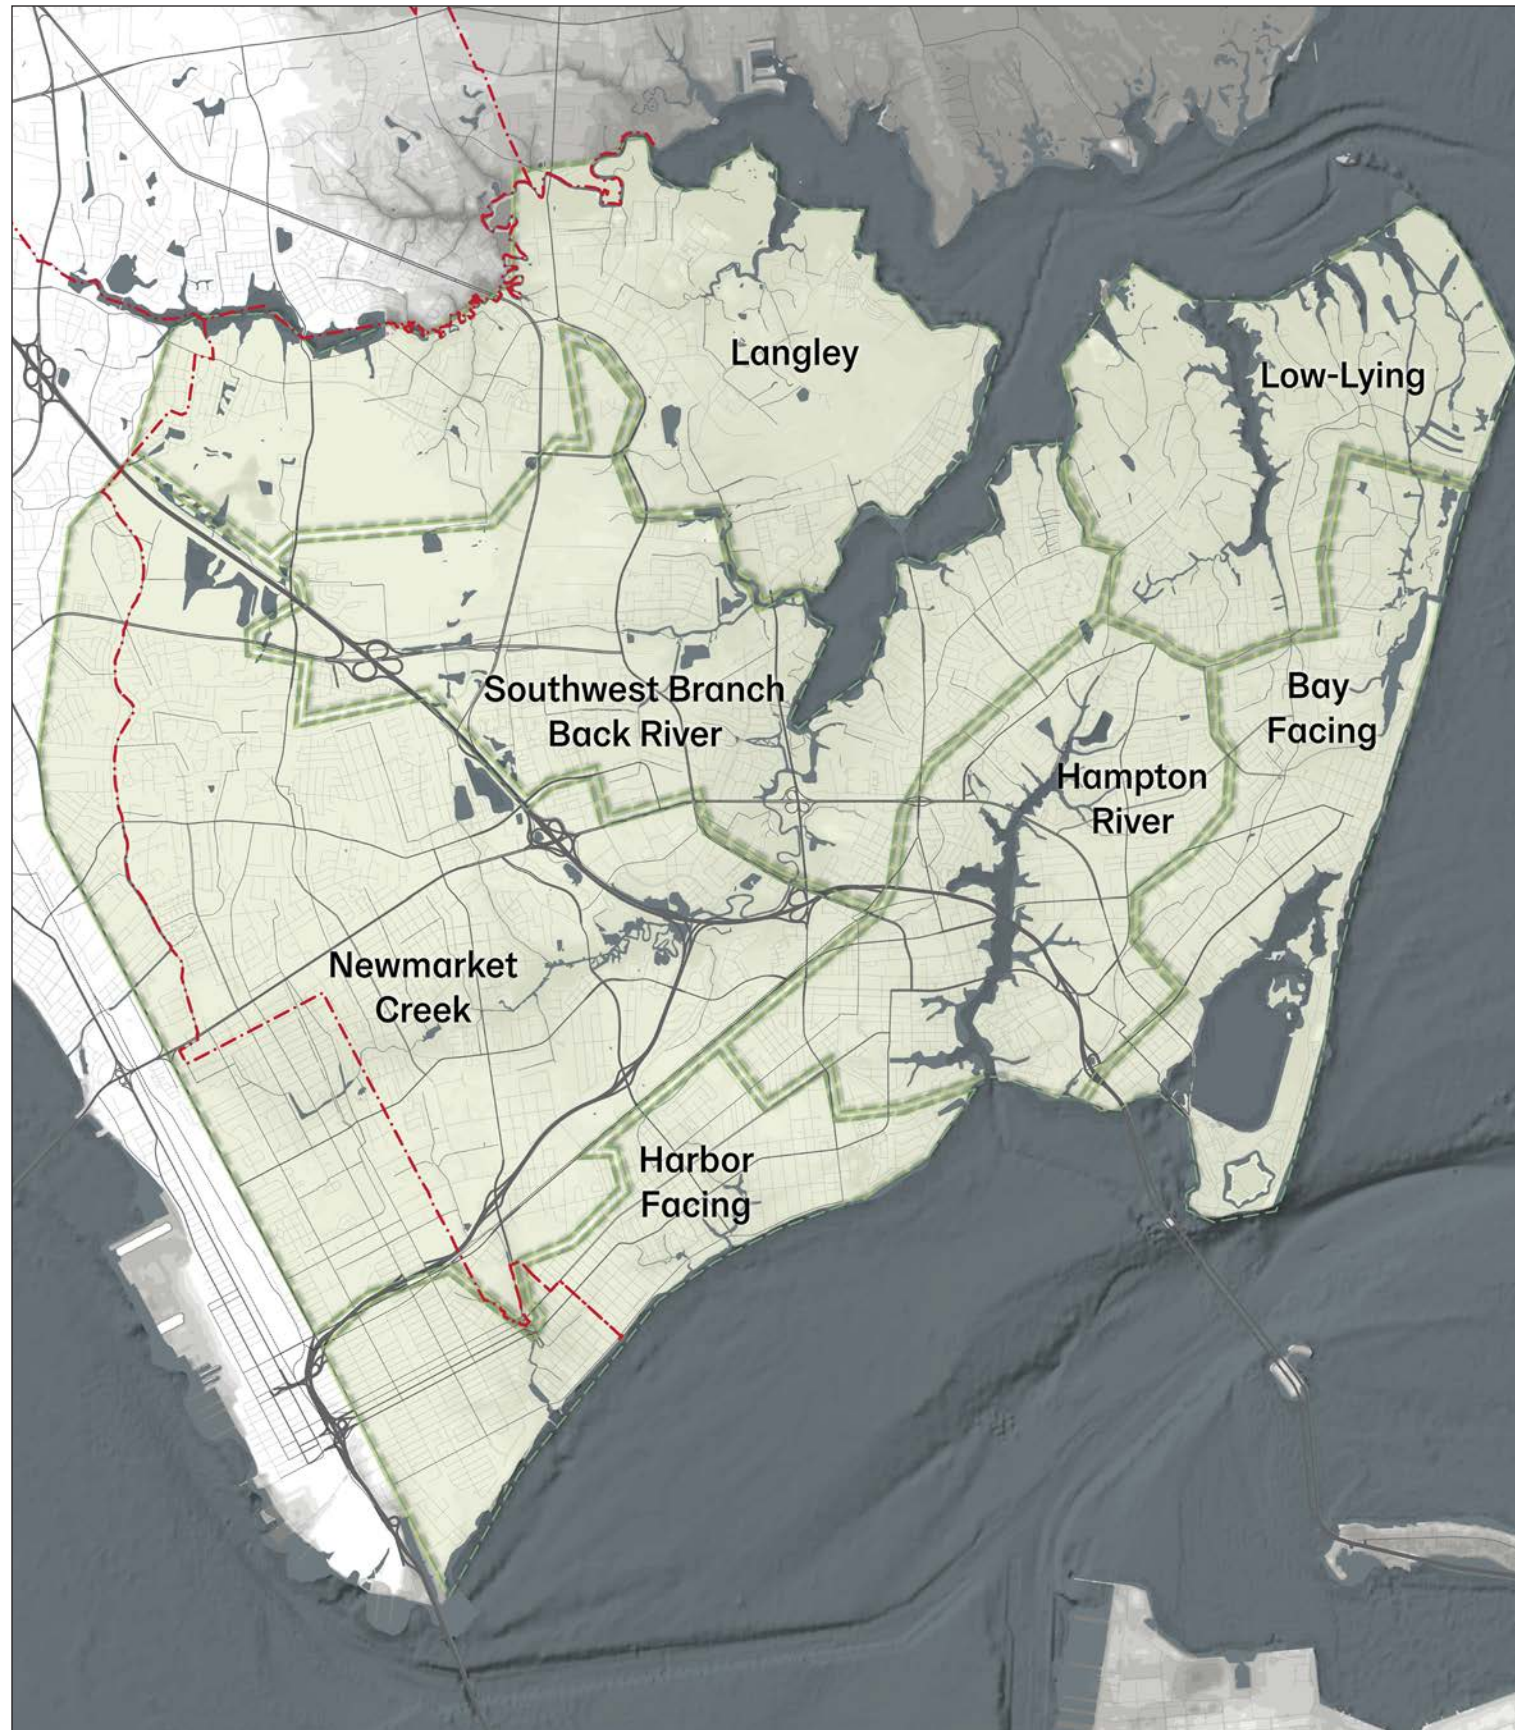 Langley
Low-Lying
Southwest Branch
Back River
Bay
Facing
Hampton
River
Newmarket
Creek
Harbor
Facing